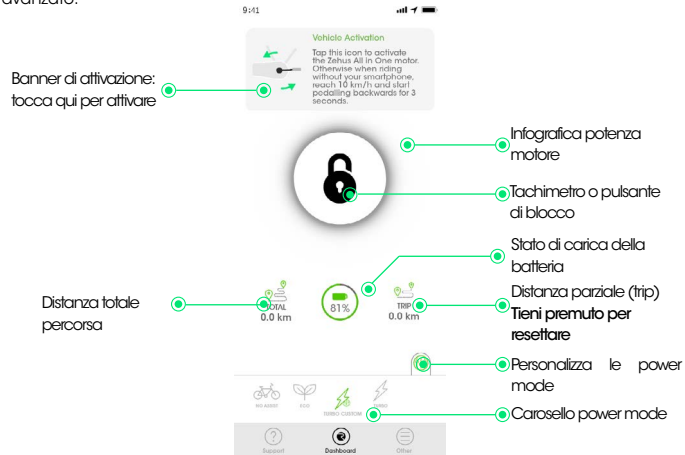 avanzato.
9:41
Vehicle Activation
Tap this icon to activate
the Zehus All in One motor.
Otherwise when riding
without your smartphone,
reach 10 km/h and start
pedalling backwards for 3
seconds.
Banner di attivazione:
tocca qui per attivare
Infografica potenza
motore
Tachimetro o pulsante
di blocco
Stato di carica della
batteria
Distanza totale
percorsa
TOTAL
0.0 km
81%
TRIP
0.0 km
Distanza parziale (trip)
Tieni premuto per
resettare
Personalizza le power
mode
NO ASSIST
ECO
TURBO CUSTOM
TURBO
Carosello power mode
Support
Dashboard
Other